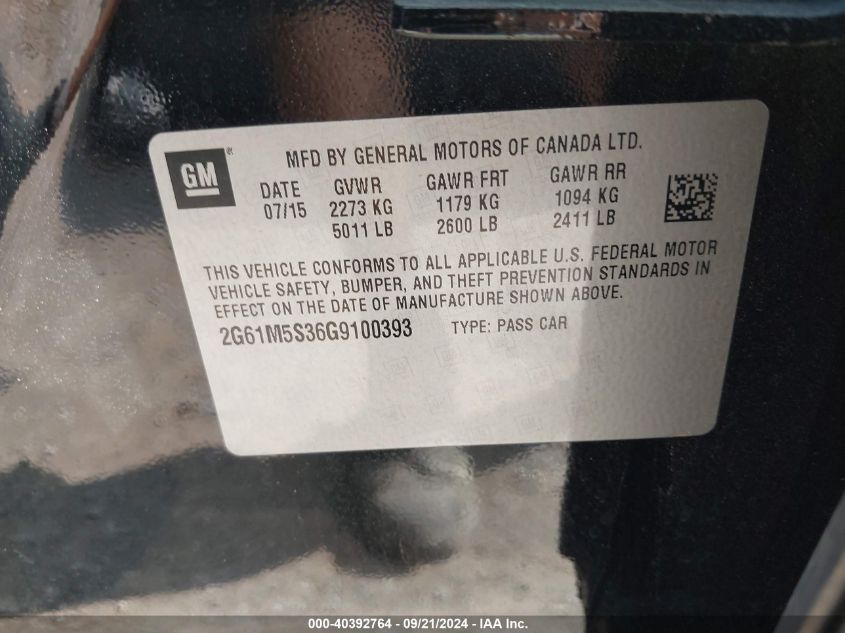 GM
MFD BY GENERAL MOTORS OF CANADA LTD.
DATE GVWR GAWR FRT GAWR RR
07/15 2273 KG 1179 KG 1094 KG
5011 LB 2600 LB 2411 LB
THIS VEHICLE CONFORMS TO ALL APPLICABLE U.S. FEDERAL MOTOR
VEHICLE SAFETY, BUMPER, AND THEFT PREVENTION STANDARDS IN
EFFECT ON THE DATE OF MANUFACTURE SHOWN ABOVE.
2G61M5S36G9100393 TYPE: PASS CAR
000-40392764 - 09/21/2024 - IAA Inc.